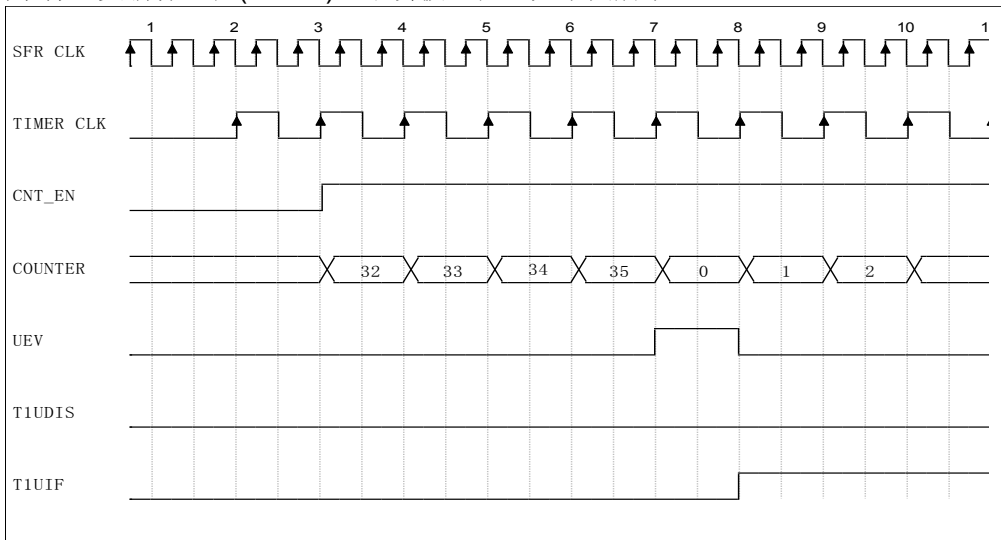 1 2 3 4 5 6 7 8 9 10
SFR CLK
TIMER CLK
CNT_EN
COUNTER 32 33 34 35 0 1 2
UEV
T1UDIS
T1UIF